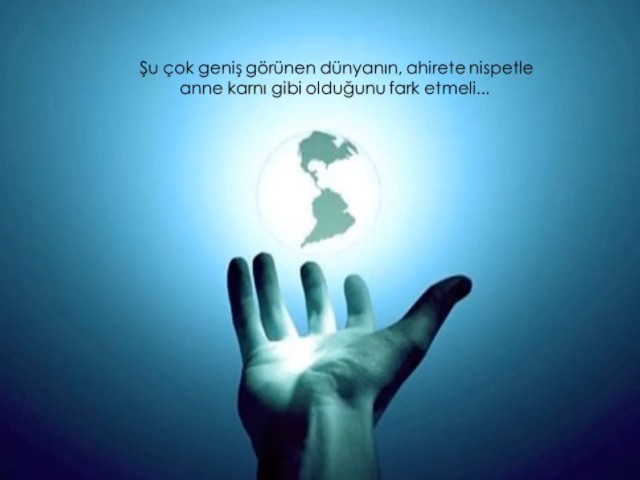 Şu çok geniş görünen dünyanın, ahirete nispetle
anne karnı gibi olduğunu fark etmeli...